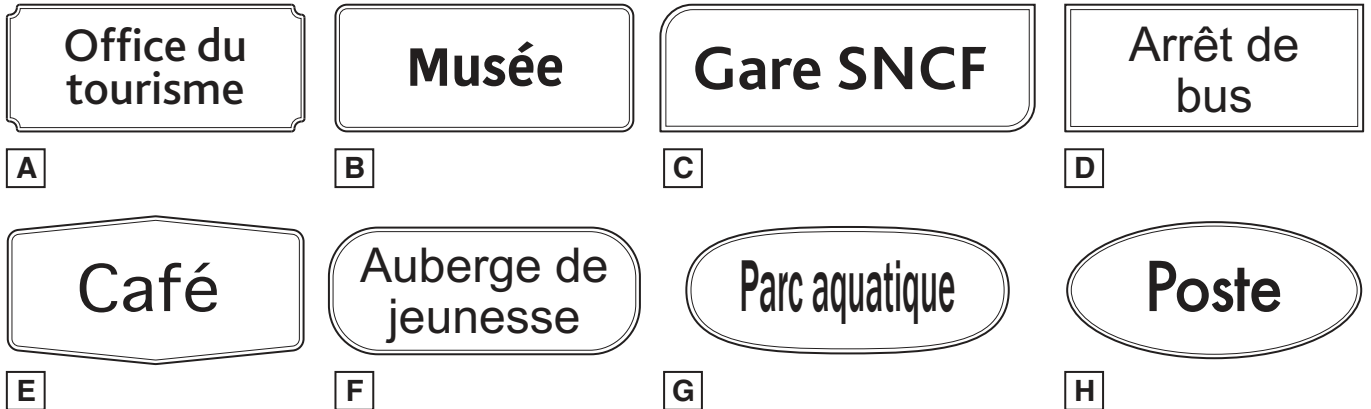 Office du
tourisme
Musée
Gare SNCF
Arrêt de
bus
A
B
C
D
Café
Auberge de
jeunesse
Parc aquatique
Poste
E
F
G
H